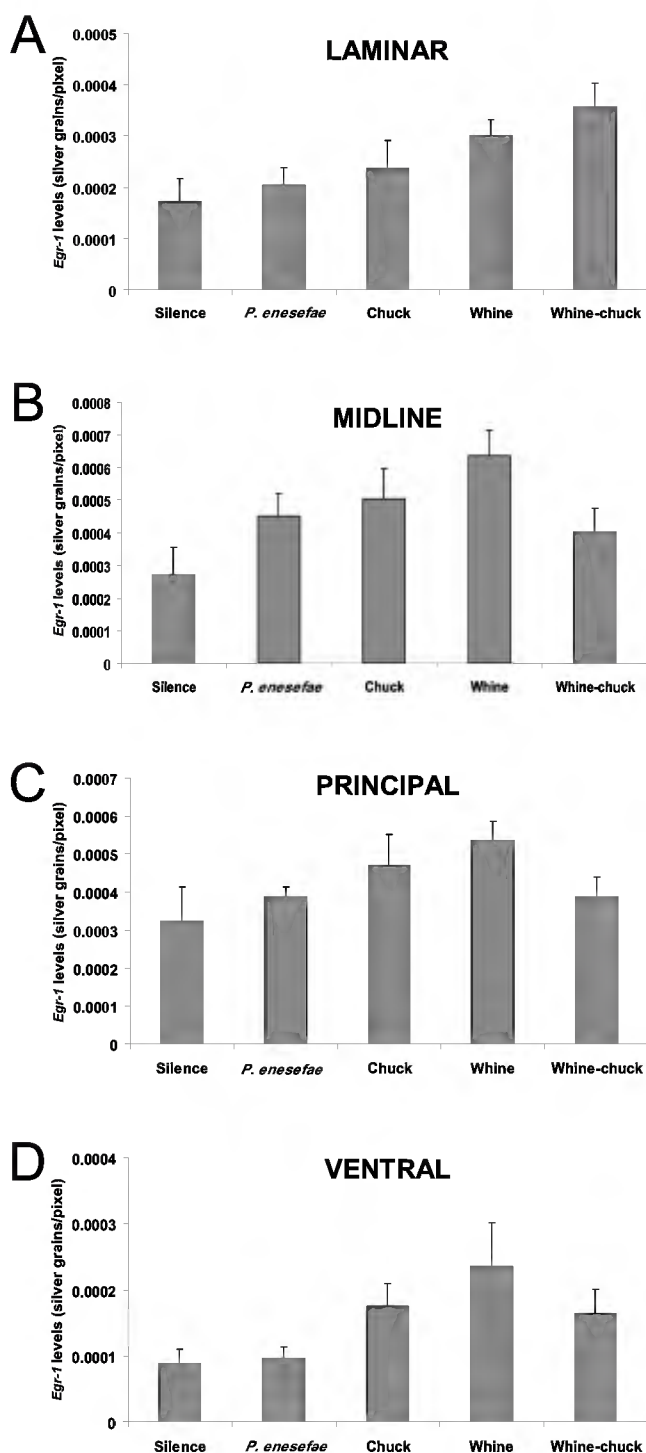 A
LAMINAR
Egr-1 levels (silver grains/pixel)
0.0005
0.0004
0.0003
0.0002
0.0001
0
Silence P. enesefae Chuck Whine Whine-chuck
B
MIDLINE
Egr-1 levels (silver grains/pixel)
0.0008
0.0007
0.0006
0.0005
0.0004
0.0003
0.0002
0.0001
0
Silence P. enesefae Chuck Whine Whine-chuck
C
PRINCIPAL
Egr-1 levels (silver grains/pixel)
0.0007
0.0006
0.0005
0.0004
0.0003
0.0002
0.0001
0
Silence P. enesefae Chuck Whine Whine-chuck
D
VENTRAL
Egr-1 levels (silver grains/pixel)
0.0004
0.0003
0.0002
0.0001
0
Silence P. enesefae Chuck Whine Whine-chuck